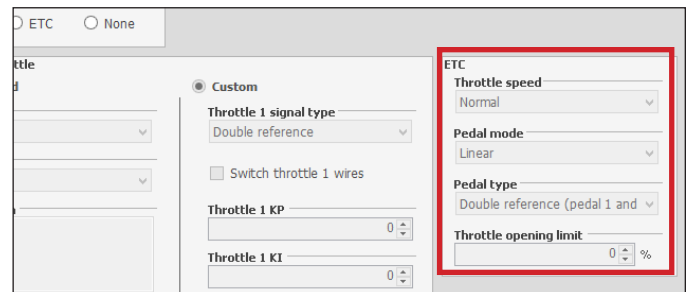 ETC None
ttle
d
Custom
Throttle 1 signal type
Double reference
Switch throttle 1 wires
Throttle 1 KP
0
Throttle 1 KI
0
ETC
Throttle speed
Normal
Pedal mode
Linear
Pedal type
Double reference (pedal 1 and
Throttle opening limit
0 %